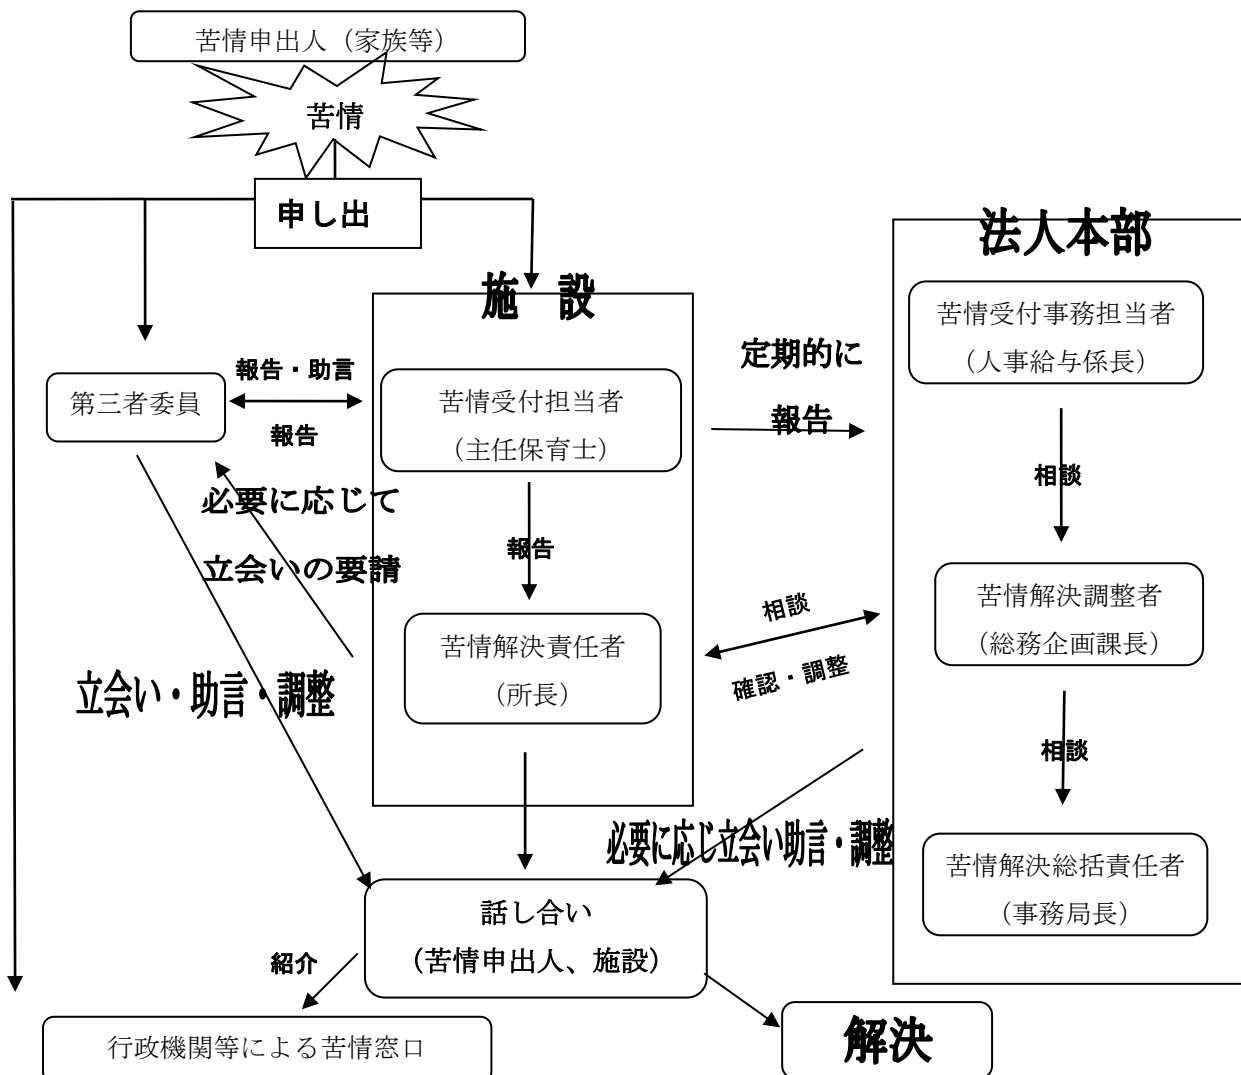 苦情申出人（家族等）
苦情
申し出
法人本部
施　設
苦情受付事務担当者
（人事給与係長）
定期的に
報告
報告・助言
報告
第三者委員
苦情受付担当者
（主任保育士）
相談
必要に応じて
立会いの要請
報告
苦情解決調整者
（総務企画課長）
相談
確認・調整
苦情解決責任者
（所長）
立会い・助言・調整
相談
必要に応じ立会い助言・調整
苦情解決総括責任者
（事務局長）
話し合い
（苦情申出人、施設）
紹介
解決
行政機関等による苦情窓口